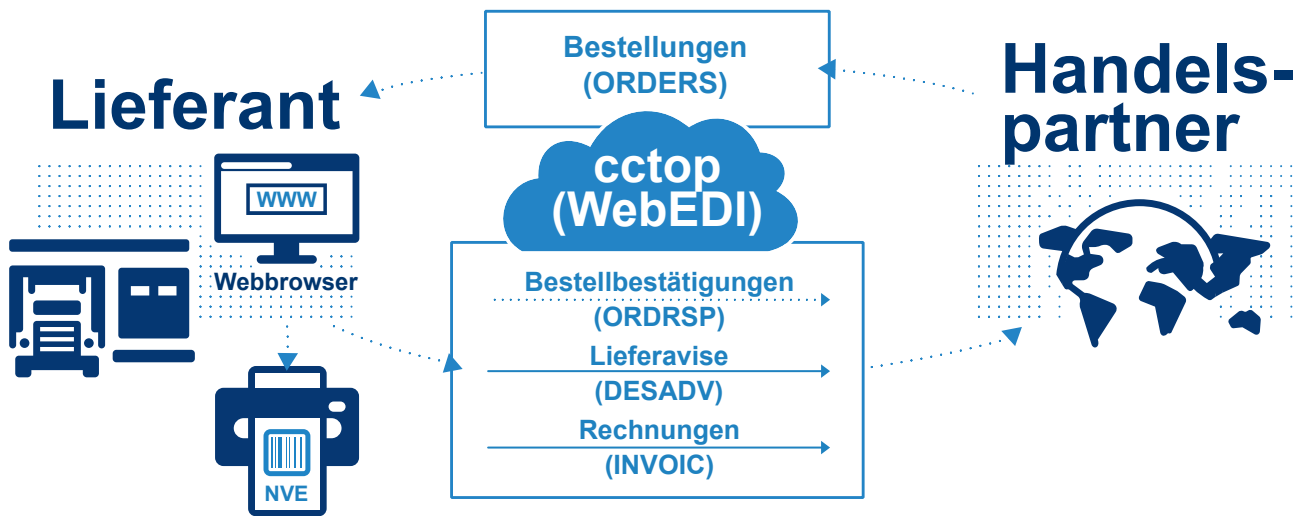 Lieferant
WWW
Webbrowser
NVE
Bestellungen
(ORDERS)
cctop
(WebEDI)
Bestellbestätigungen
(ORDRSP)
Lieferavise
(DESADV)
Rechnungen
(INVOIC)
Handels-
partner